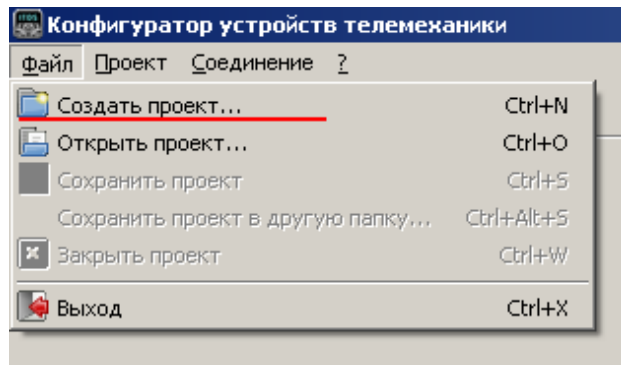 Конфигуратор устройств телемеханики
Файл Проект Соединение ?
Создать проект... Ctrl+N
Открыть проект... Ctrl+O
Сохранить проект Ctrl+S
Сохранить проект в другую папку... Ctrl+Alt+S
Закрыть проект Ctrl+W
Выход Ctrl+X